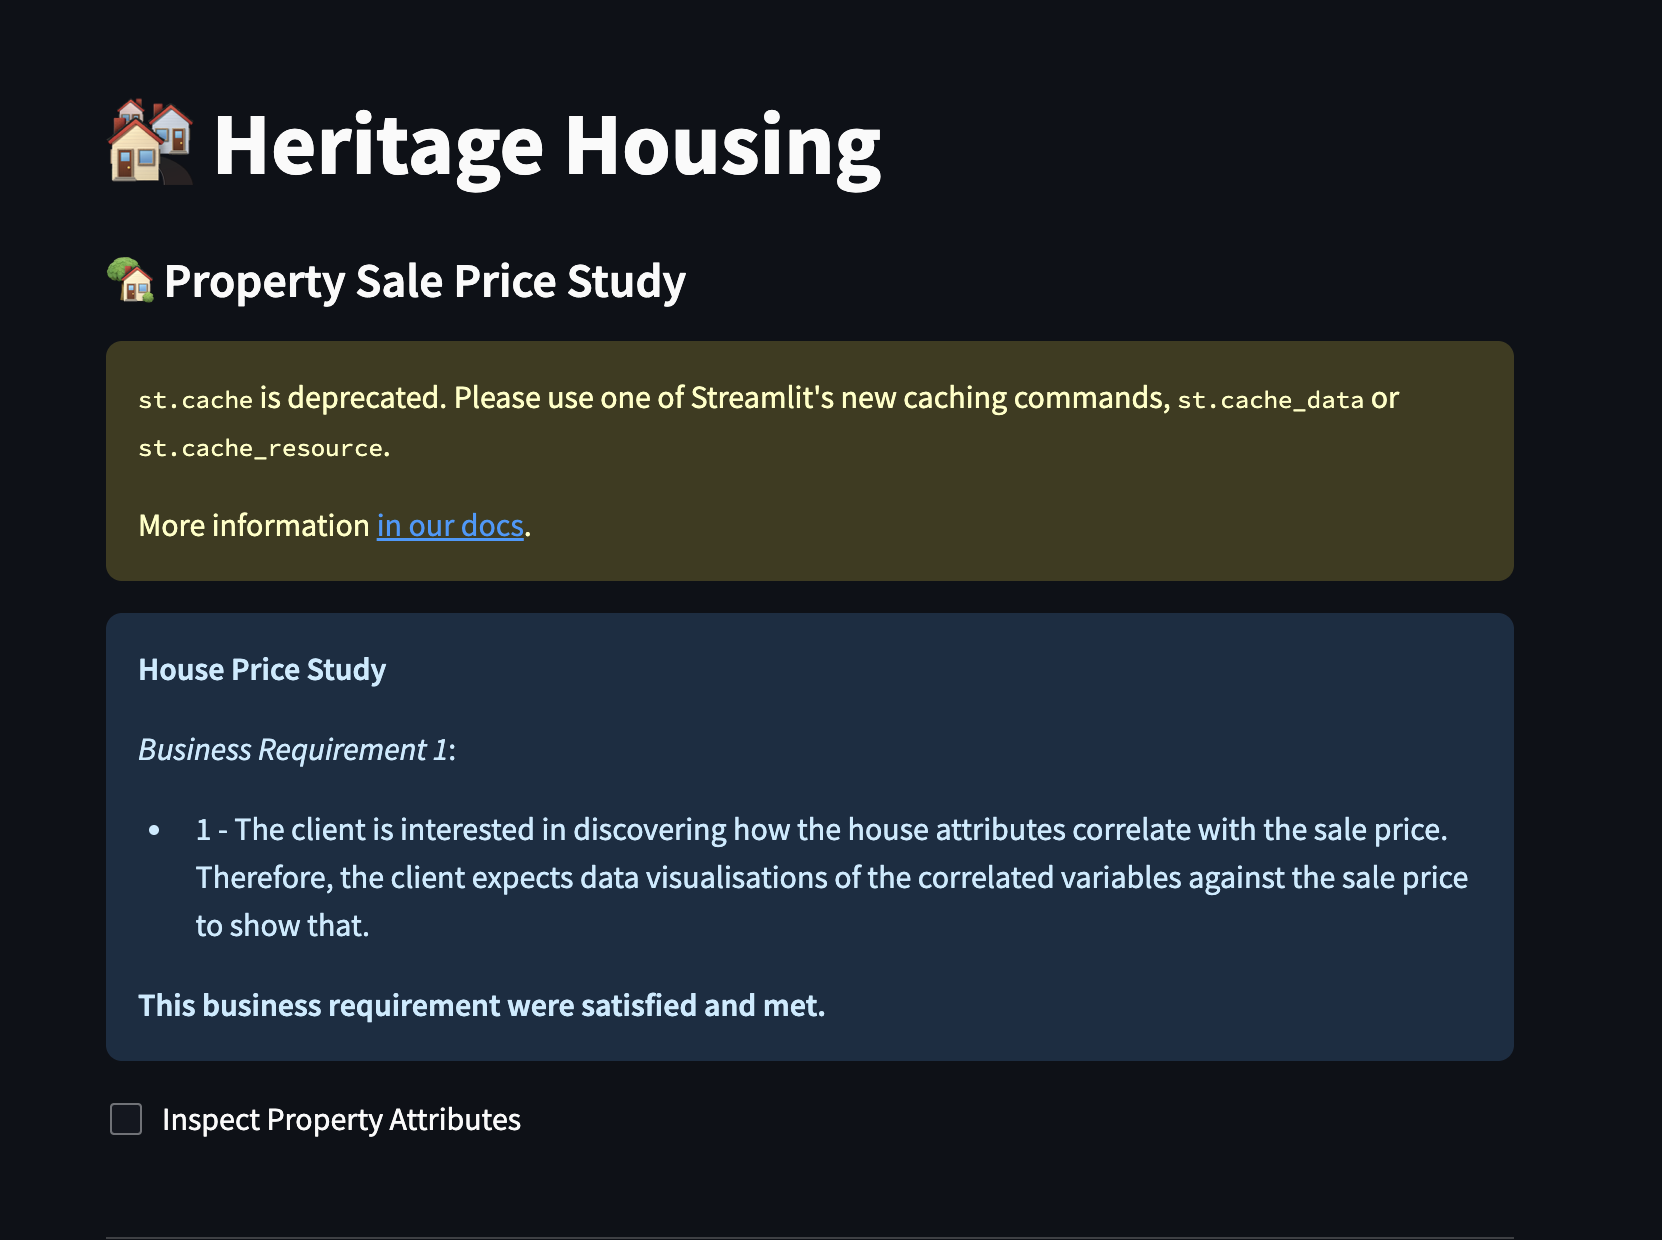 Heritage Housing
Property Sale Price Study
st.cache is deprecated. Please use one of Streamlit's new caching commands, st.cache_data or
st.cache_resource.
More information in our docs.
House Price Study
Business Requirement 1:
• 1 - The client is interested in discovering how the house attributes correlate with the sale price.
Therefore, the client expects data visualisations of the correlated variables against the sale price
to show that.
This business requirement were satisfied and met.
Inspect Property Attributes